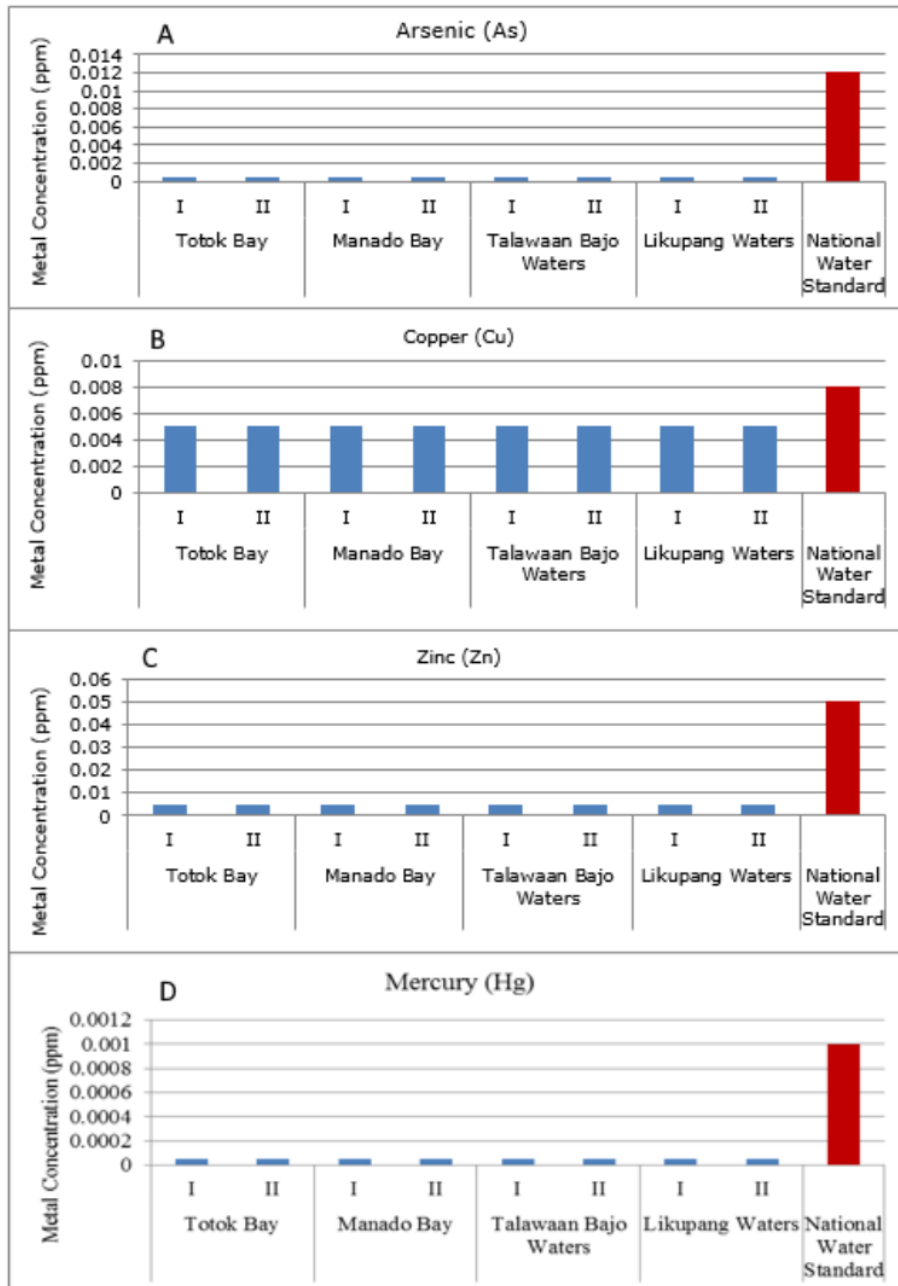 A
Arsenic (As)
Metal Concentration (ppm)
0.014
0.012
0.01
0.008
0.006
0.004
0.002
0
I II I II I II I II
Totok Bay Manado Bay Talawaan Bajo Likupang Waters National
Waters Water
Standard
B
Copper (Cu)
Metal Concentration (ppm)
0.01
0.008
0.006
0.004
0.002
0
I II I II I II I II
Totok Bay Manado Bay Talawaan Bajo Likupang Waters National
Waters Water
Standard
C
Zinc (Zn)
Metal Concentration (ppm)
0.06
0.05
0.04
0.03
0.02
0.01
0
I II I II I II I II
Totok Bay Manado Bay Talawaan Bajo Likupang Waters National
Waters Water
Standard
D
Mercury (Hg)
Metal Concentration (ppm)
0.0012
0.001
0.0008
0.0006
0.0004
0.0002
0
I II I II I II I II
Totok Bay Manado Bay Talawaan Bajo Likupang Waters National
Waters Water
Standard